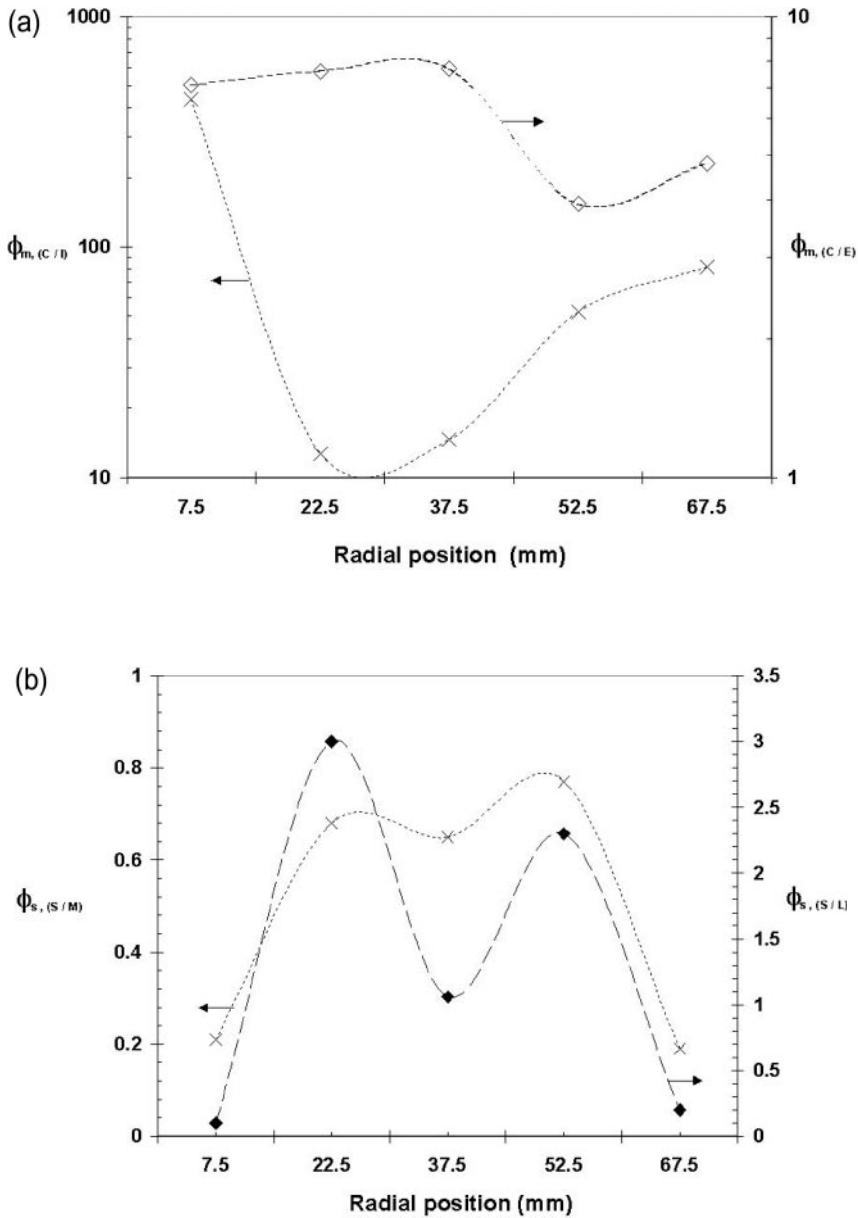 (a)
1000
10
ϕm, (C / I)
100
ϕm, (C / E)
10
1
7.5 22.5 37.5 52.5 67.5
Radial position (mm)
(b)
1
3.5
0.8
3
2.5
0.6
2
ϕs, (S / M)
ϕs, (S / L)
0.4
1.5
1
0.2
0.5
0
0
7.5 22.5 37.5 52.5 67.5
Radial position (mm)